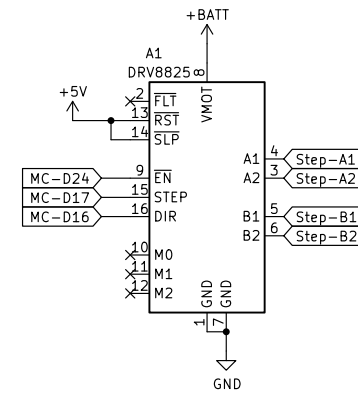 +BATT
A1
DRV8825
+5V
8
VMOT
2 FLT
13 RST
14 SLP
MC-D24 9 EN
MC-D17 15 STEP
MC-D16 16 DIR
A1 4 Step-A1
A2 3 Step-A2
B1 5 Step-B1
B2 6 Step-B2
10 M0
11 M1
12 M2
GND GND
1 7
GND